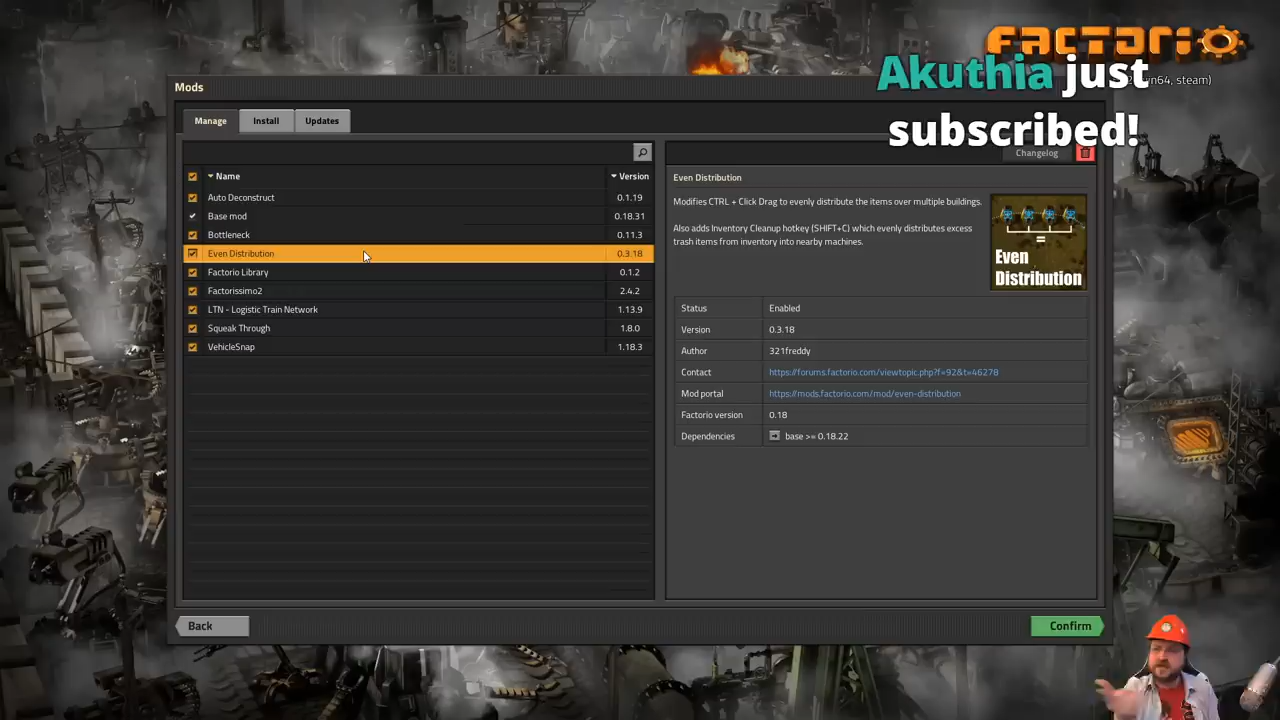 FACTORIO
Akuthia just
subscribed!
n64, steam)
Mods
Manage
Install
Updates
Changelog
Name
Version
Auto Deconstruct
0.1.19
Base mod
0.18.31
Bottleneck
0.11.3
Even Distribution
0.3.18
Factorio Library
0.1.2
Factorissimo2
2.4.2
LTN - Logistic Train Network
1.13.9
Squeak Through
1.8.0
VehicleSnap
1.18.3
Even Distribution
Modifies CTRL + Click Drag to evenly distribute the items over multiple buildings.
Also adds Inventory Cleanup hotkey (SHIFT+C) which evenly distributes excess
trash items from inventory into nearby machines.
=
Even
Distribution
Status
Enabled
Version
0.3.18
Author
321freddy
Contact
https://forums.factorio.com/viewtopic.php?f=92&t=46278
Mod portal
https://mods.factorio.com/mod/even-distribution
Factorio version
0.18
Dependencies
base >= 0.18.22
Back
Confirm